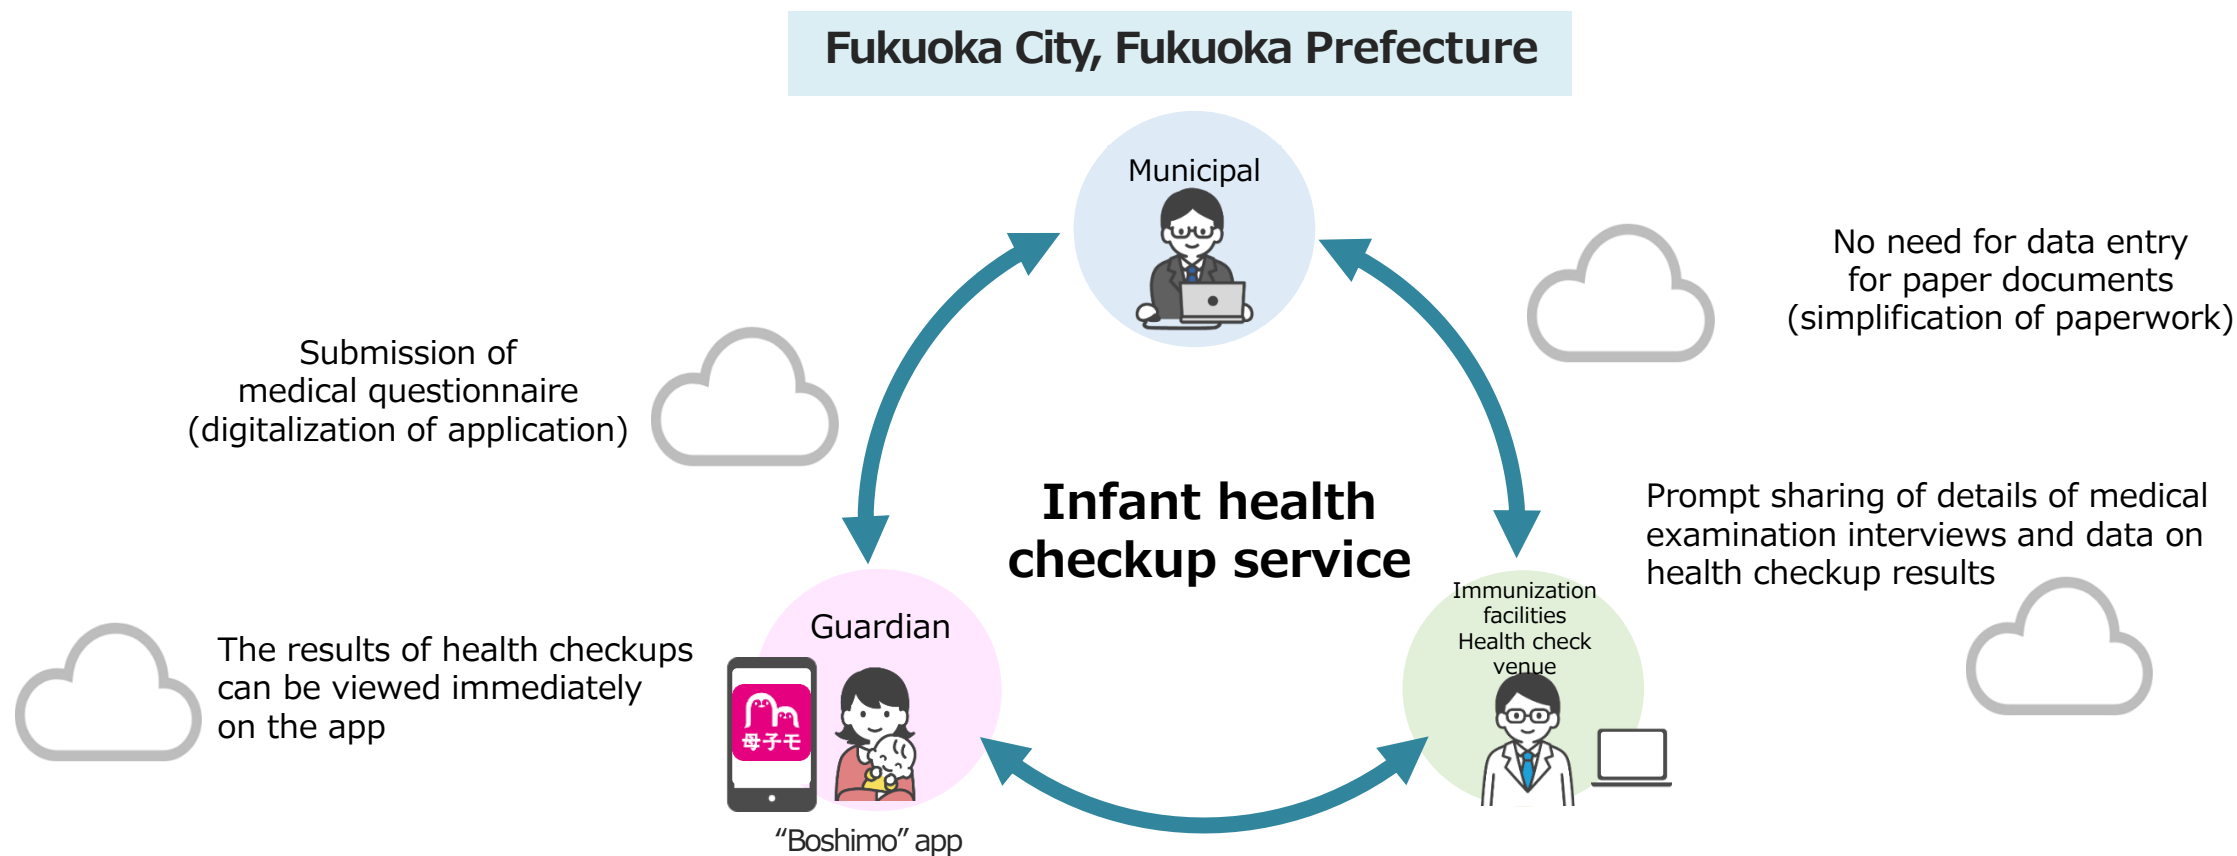 Fukuoka City, Fukuoka Prefecture
Municipal
No need for data entry
for paper documents
(simplification of paperwork)
Submission of
medical questionnaire
(digitalization of application)
Infant health
checkup service
Prompt sharing of details of medical
examination interviews and data on
health checkup results
Immunization
facilities
Health check
venue
Guardian
The results of health checkups
can be viewed immediately
on the app
母子モ
“Boshimo” app